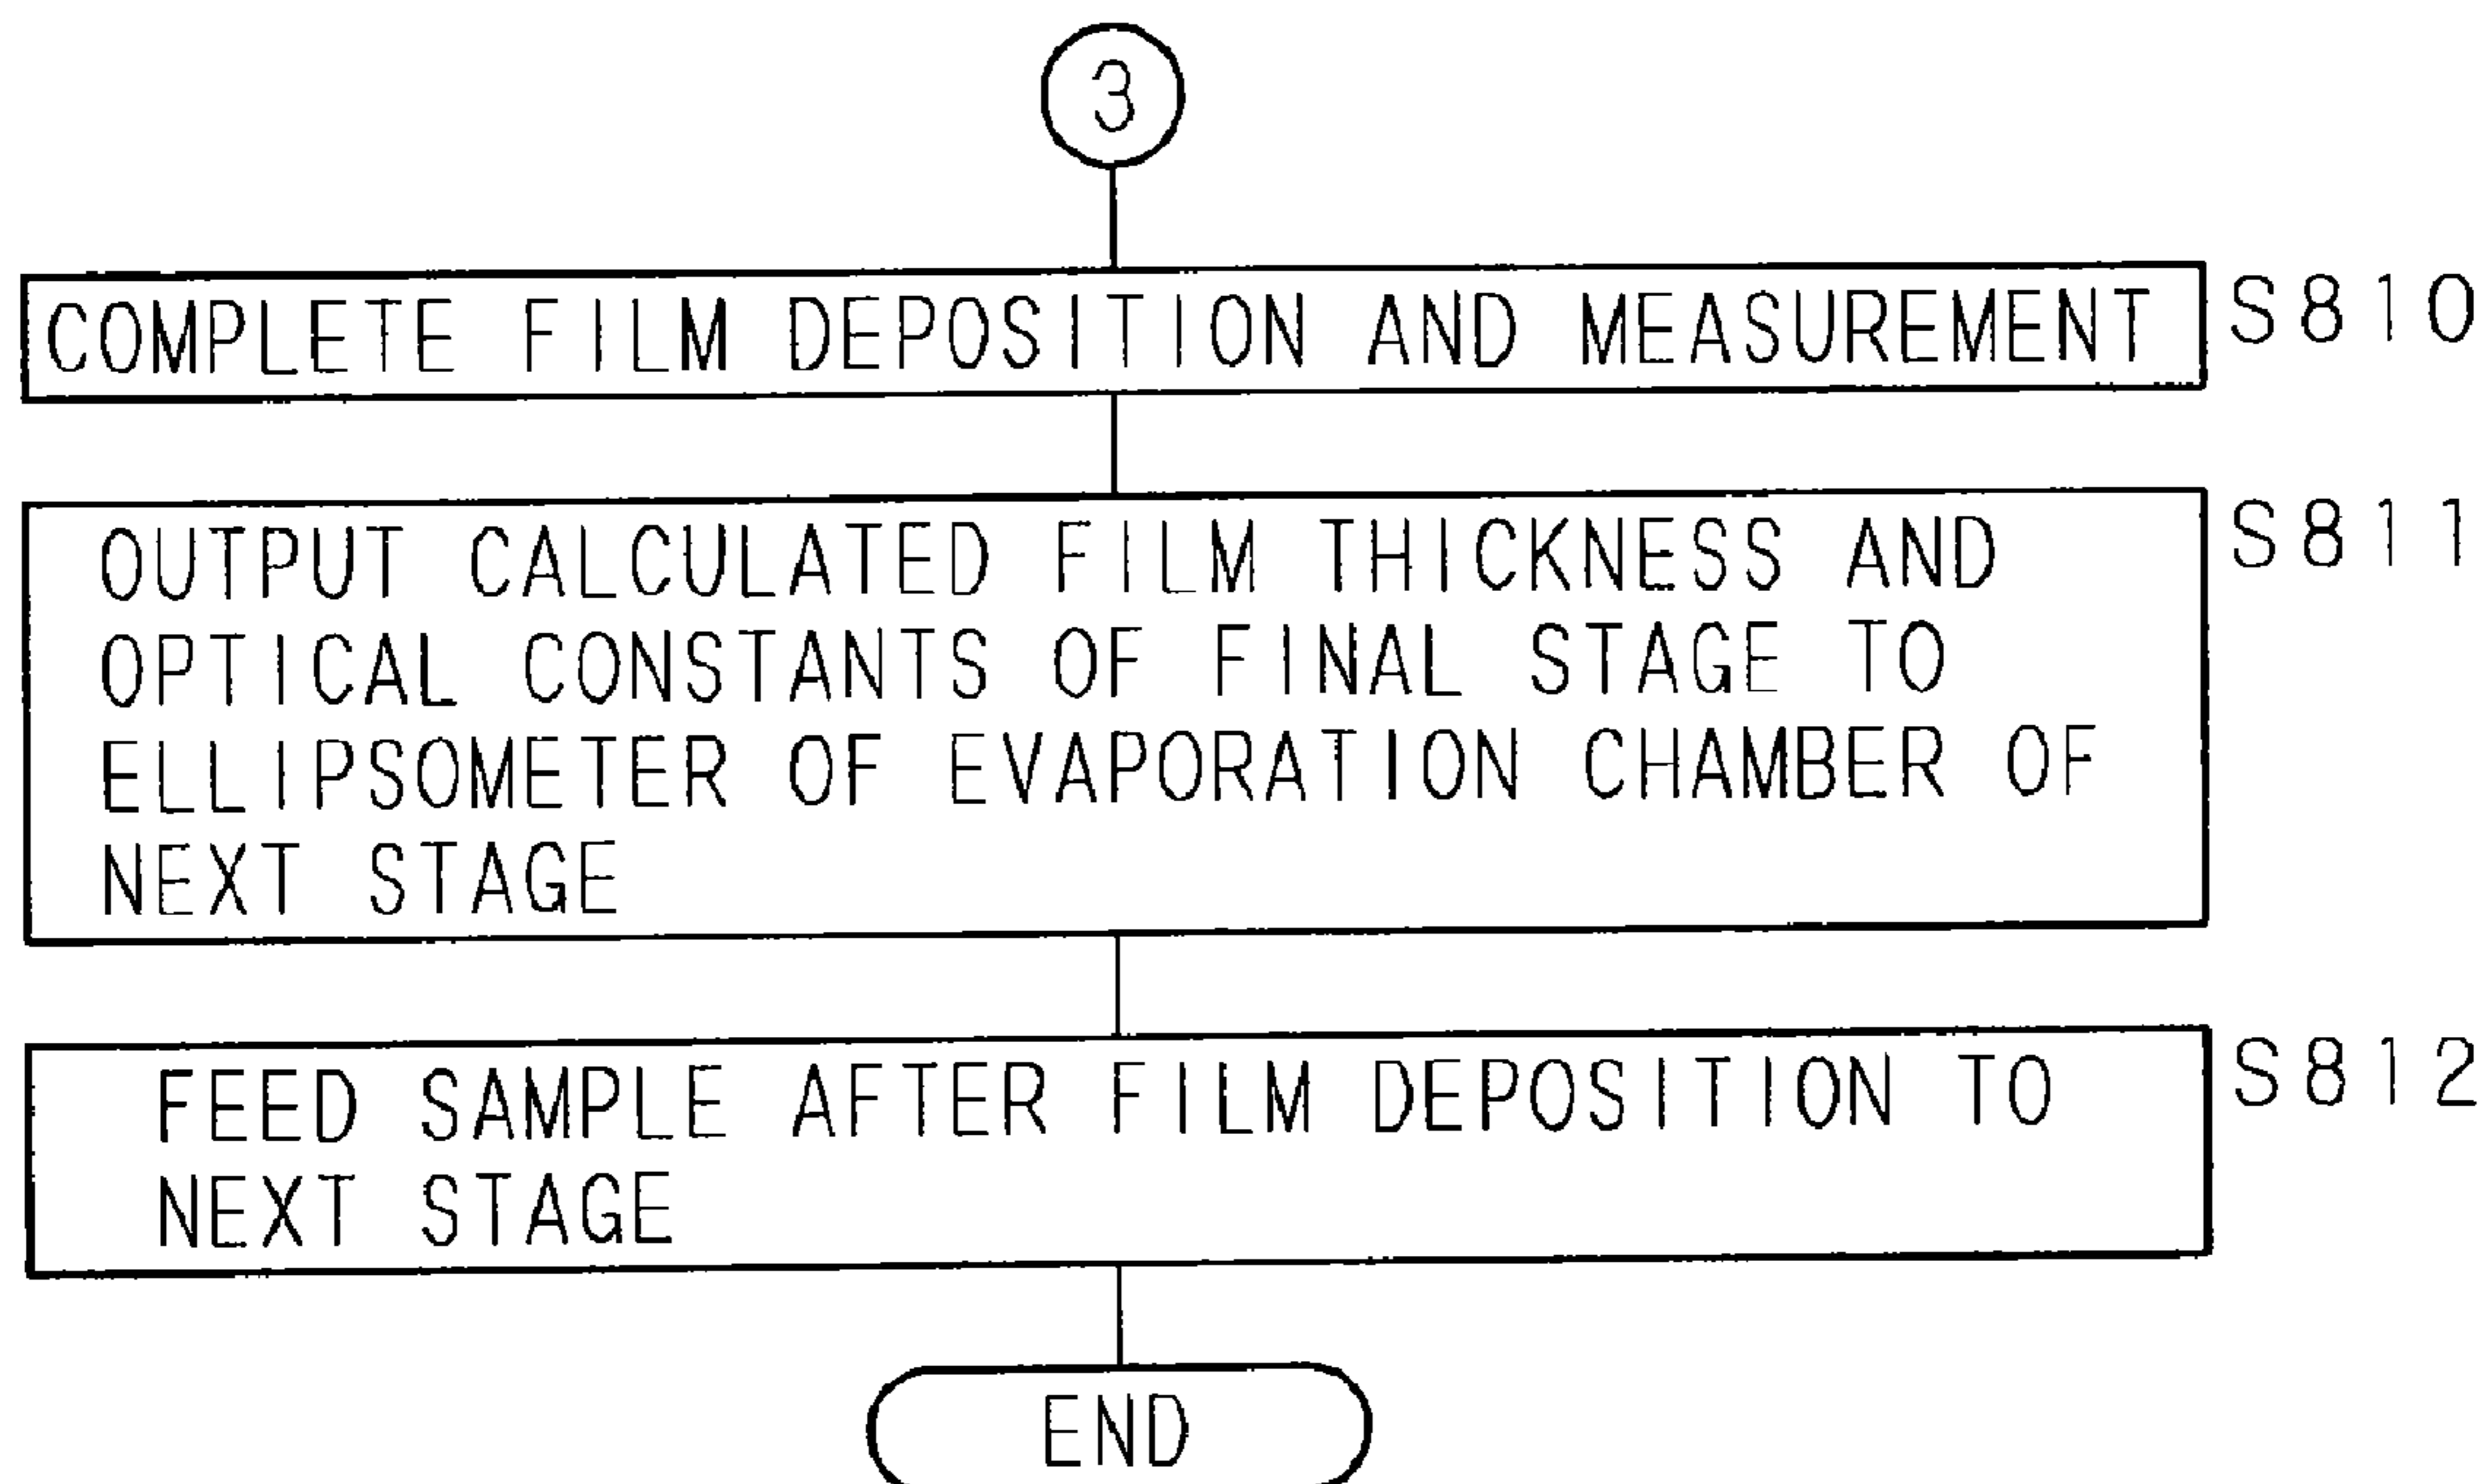 3
COMPLETE FILM DEPOSITION AND MEASUREMENT S810
OUTPUT CALCULATED FILM THICKNESS AND S811
OPTICAL CONSTANTS OF FINAL STAGE TO
ELLIPSOMETER OF EVAPORATION CHAMBER OF
NEXT STAGE
FEED SAMPLE AFTER FILM DEPOSITION TO S812
NEXT STAGE
END